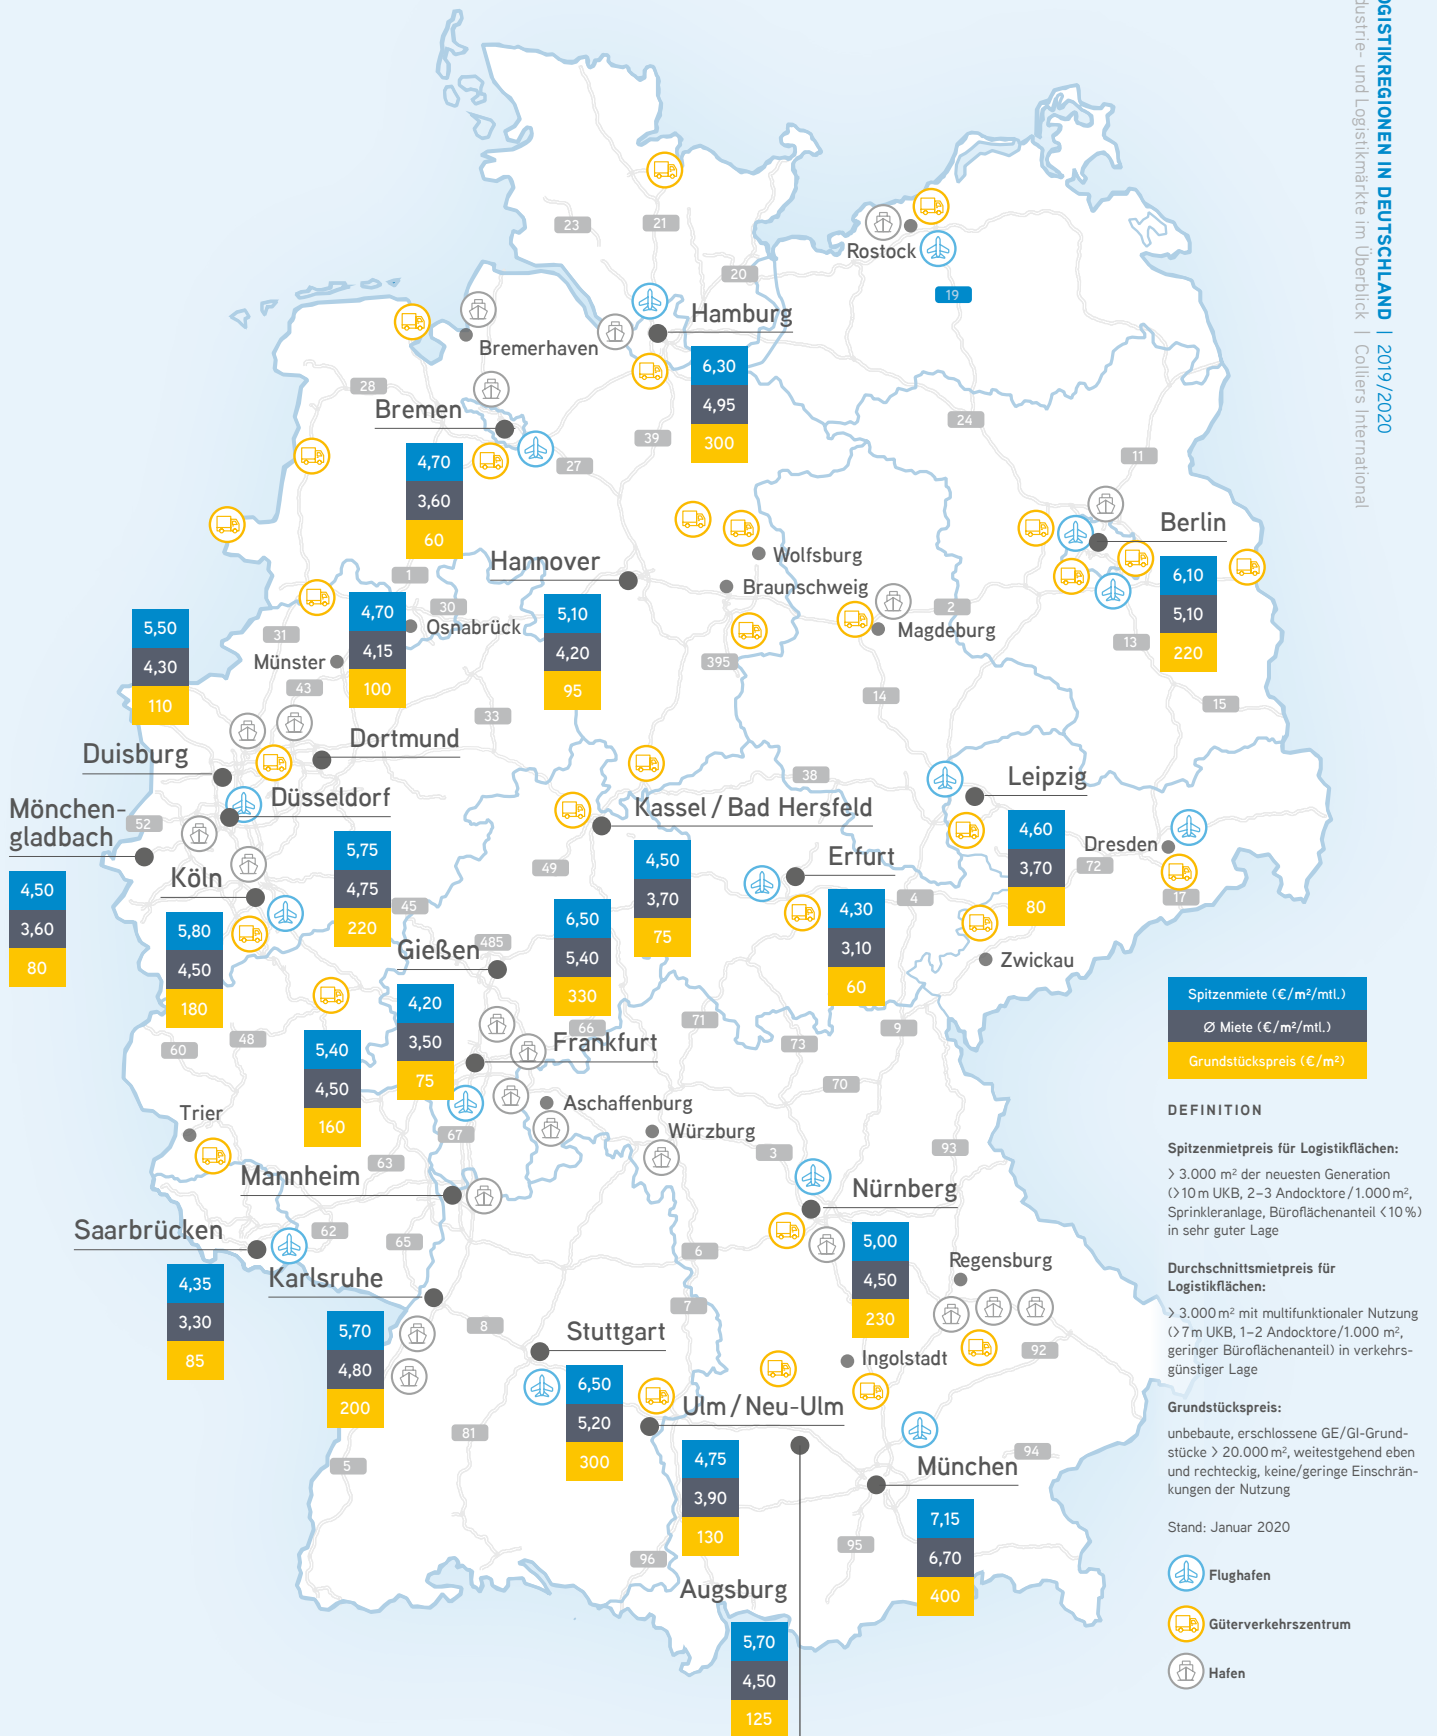 LOGISTIKREGIONEN IN DEUTSCHLAND | 2019/2020
dustrie- und Logistikmärkte im Überblick | Colliers International
23
21
20
Rostock
19
Hamburg
6,30
4,95
300
Bremerhaven
28
Bremen
4,70
3,60
60
39
27
24
11
Berlin
6,10
5,10
220
Wolfsburg
Braunschweig
Hannover
5,10
4,20
95
1
30
Osnabrück
4,70
4,15
100
31
Münster
43
5,50
4,30
110
2
Magdeburg
13
395
14
15
33
Dortmund
Duisburg
Düsseldorf
5,75
4,75
220
Mönchen-
gladbach
4,50
3,60
80
52
Köln
5,80
4,50
180
38
Kassel / Bad Hersfeld
4,50
3,70
75
49
Leipzig
4,60
3,70
80
Dresden
72
17
Erfurt
4,30
3,10
60
4
Zwickau
45
485
Gießen
4,20
3,50
75
6,50
5,40
330
66
Frankfurt
71
73
9
70
60
48
5,40
4,50
160
Aschaffenburg
Würzburg
Trier
67
63
3
93
Mannheim
Nürnberg
5,00
4,50
230
Saarbrücken
4,35
3,30
85
62
65
6
Karlsruhe
5,70
4,80
200
Regensburg
7
8
Stuttgart
6,50
5,20
300
92
Ingolstadt
Ulm / Neu-Ulm
4,75
3,90
130
81
5
94
München
7,15
6,70
400
95
96
Augsburg
5,70
4,50
125
Spitzenmiete (€/m²/mtl.)
Ø Miete (€/m²/mtl.)
Grundstückspreis (€/m²)
DEFINITION
Spitzenmietpreis für Logistikflächen:
> 3.000 m² der neuesten Generation
(>10 m UKB, 2–3 Andocktore / 1.000 m²,
Sprinkleranlage, Büroflächenanteil <10 %)
in sehr guter Lage
Durchschnittsmietpreis für
Logistikflächen:
> 3.000 m² mit multifunktionaler Nutzung
(>7 m UKB, 1–2 Andocktore/1.000 m²,
geringer Büroflächenanteil) in verkehrs-
günstiger Lage
Grundstückspreis:
unbebaute, erschlossene GE/GI-Grund-
stücke > 20.000 m², weitestgehend eben
und rechteckig, keine/geringe Einschrän-
kungen der Nutzung
Stand: Januar 2020
Flughafen
Güterverkehrszentrum
Hafen